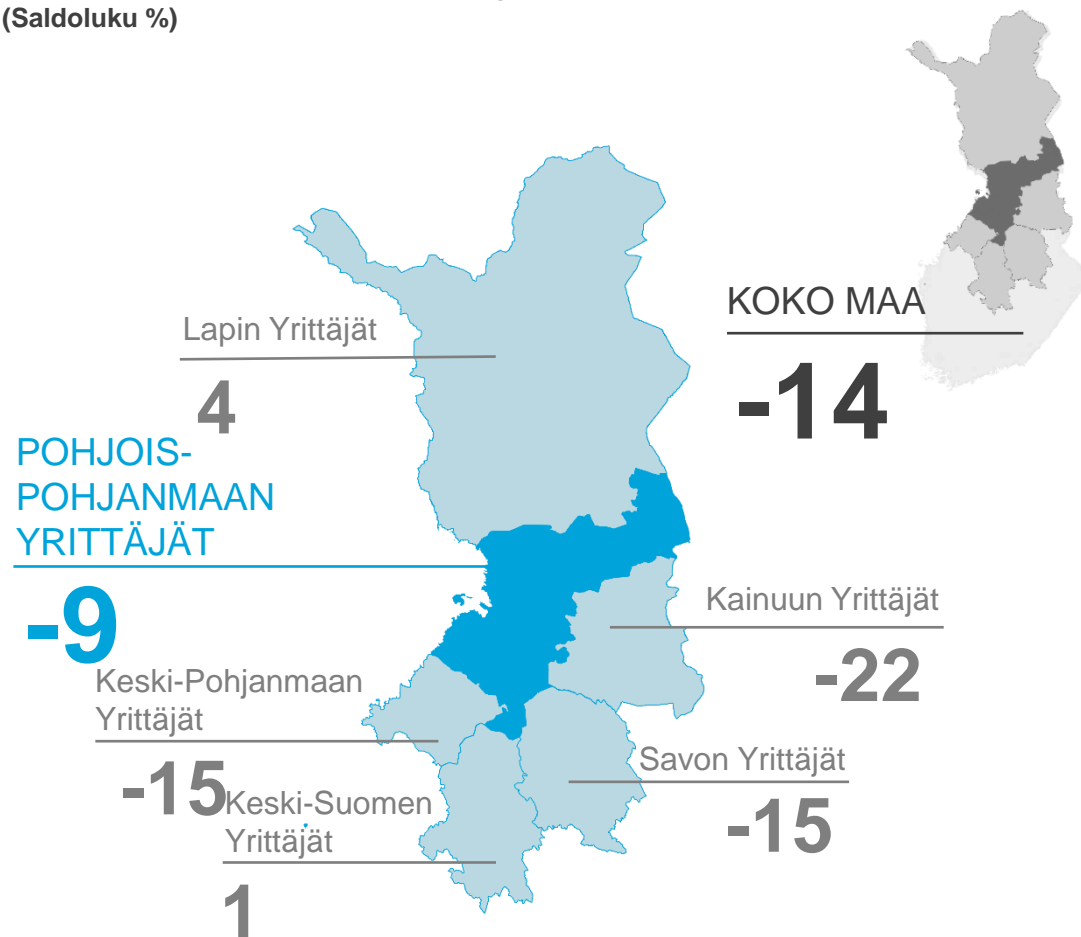 (Saldoluku %)
KOKO MAA
-14
Lapin Yrittäjät
4
POHJOIS-
POHJANMAAN
YRITTÄJÄT
-9
Kainuun Yrittäjät
-22
Keski-Pohjanmaan
Yrittäjät
-15
Savon Yrittäjät
-15
Keski-Suomen
Yrittäjät
1